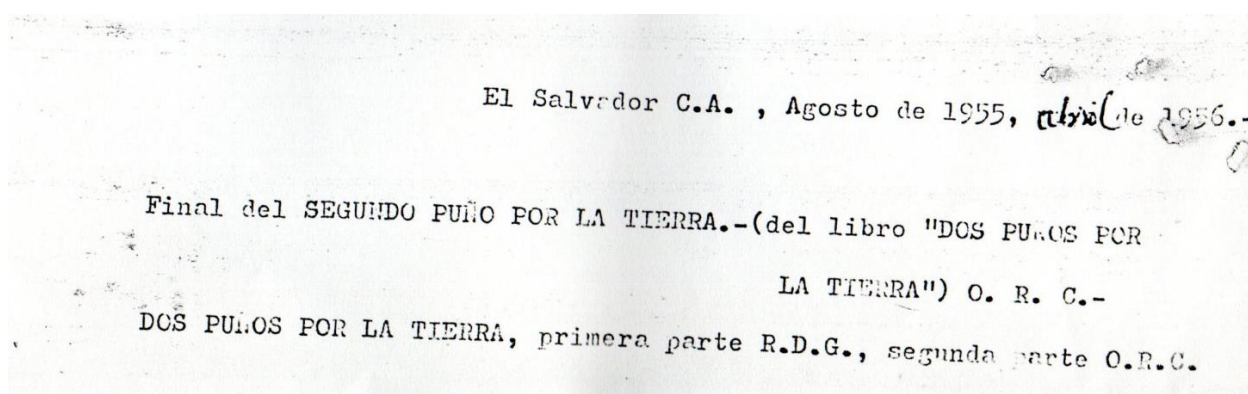 El Salvador C.A. , Agosto de 1955, abril de 1956.-
Final del SEGUNDO PUÑO POR LA TIERRA.-(del libro "DOS PUÑOS POR
LA TIERRA") O. R. C.-
DOS PUÑOS POR LA TIERRA, primera parte R.D.G., segunda parte O.R.C.